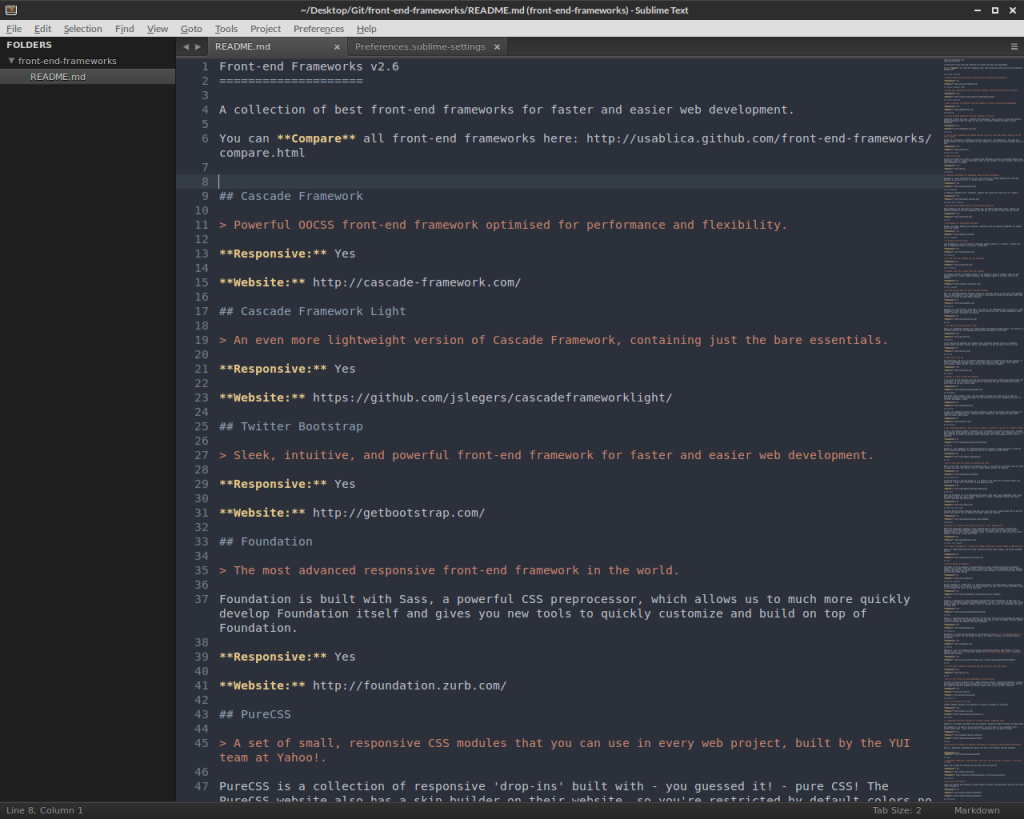 ~/Desktop/Git/front-end-frameworks/README.md (front-end-frameworks) - Sublime Text
File Edit Selection Find View Goto Tools Project Preferences Help
FOLDERS
front-end-frameworks
README.md
README.md Preferences.sublime-settings
1 Front-end Frameworks v2.6
2 ====================
3
4 A collection of best front-end frameworks for faster and easier web development.
5
6 You can **Compare** all front-end frameworks here: http://usablica.github.com/front-end-frameworks/
compare.html
7
8
9 ## Cascade Framework
10
11 > Powerful OOCSS front-end framework optimised for performance and flexibility.
12
13 **Responsive:** Yes
14
15 **Website:** http://cascade-framework.com/
16
17 ## Cascade Framework Light
18
19 > An even more lightweight version of Cascade Framework, containing just the bare essentials.
20
21 **Responsive:** Yes
22
23 **Website:** https://github.com/jslegers/cascadeframeworklight/
24
25 ## Twitter Bootstrap
26
27 > Sleek, intuitive, and powerful front-end framework for faster and easier web development.
28
29 **Responsive:** Yes
30
31 **Website:** http://getbootstrap.com/
32
33 ## Foundation
34
35 > The most advanced responsive front-end framework in the world.
36
37 Foundation is built with Sass, a powerful CSS preprocessor, which allows us to much more quickly
develop Foundation itself and gives you new tools to quickly customize and build on top of
Foundation.
38
39 **Responsive:** Yes
40
41 **Website:** http://foundation.zurb.com/
42
43 ## PureCSS
44
45 > A set of small, responsive CSS modules that you can use in every web project, built by the YUI
team at Yahoo!.
46
47 PureCSS is a collection of responsive 'drop-ins' built with - you guessed it! - pure CSS! The
PureCSS website also has a skin builder on their website, so you're restricted by default colors no
Line 8, Column 1
Tab Size: 2
Markdown